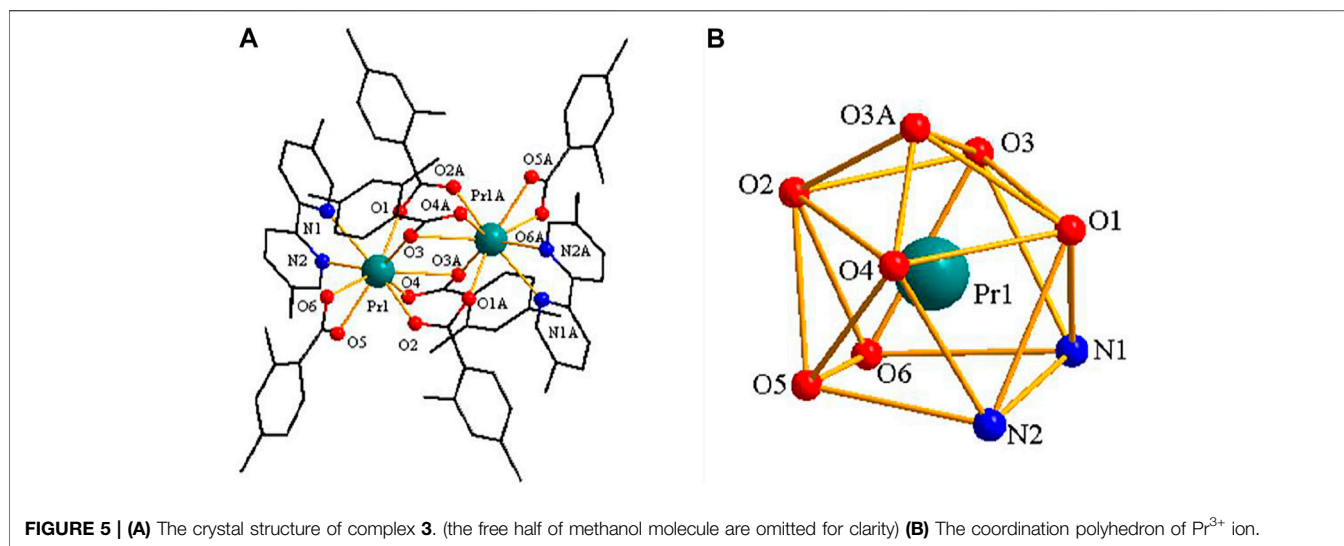 A
B
O5A
O2A
O1
O4A
Pr1A
N1
O6A
O3
N2
N2A
O3A
O4
O6
Pr1
O1A
N1A
O2
O5
O3A
O3
O2
O1
O4
Pr1
N1
O6
O5
N2
FIGURE 5 | (A) The crystal structure of complex 3. (the free half of methanol molecule are omitted for clarity) (B) The coordination polyhedron of Pr3+ ion.